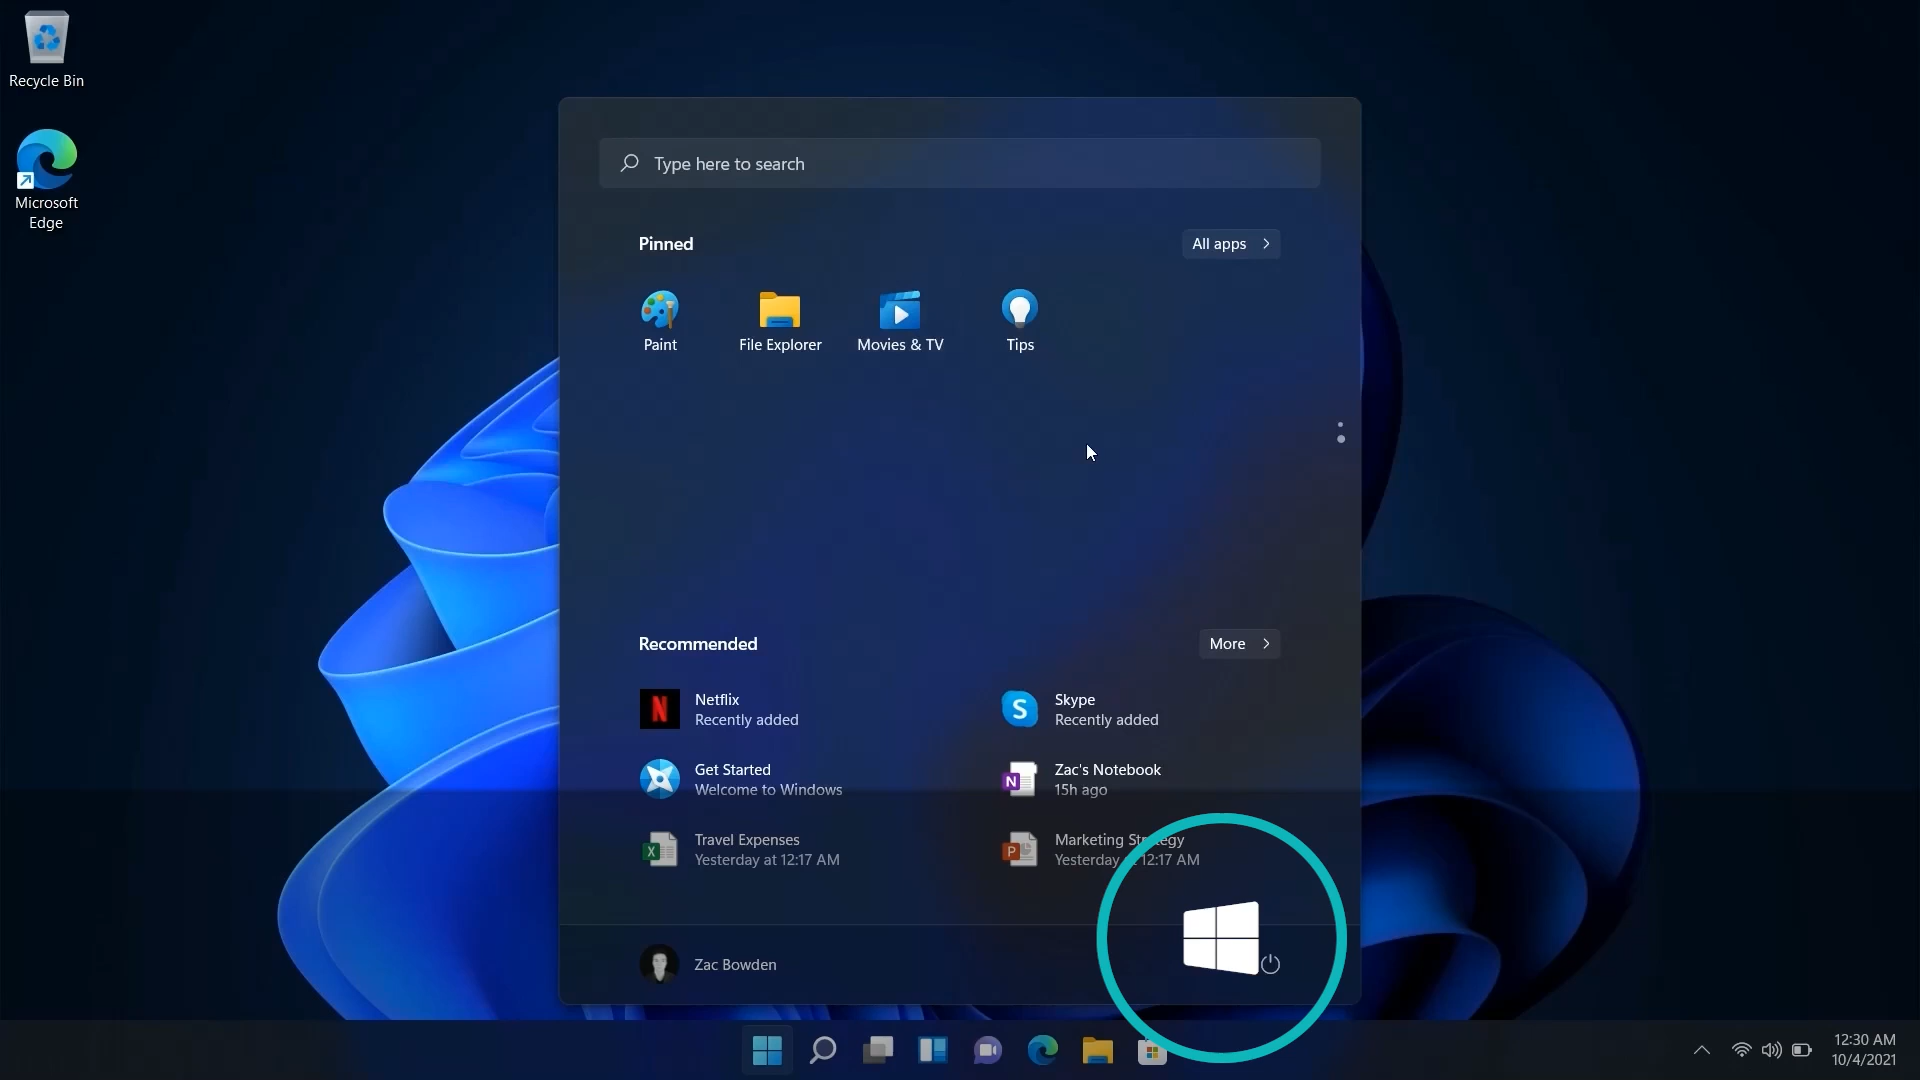 Recycle Bin
Microsoft
Edge
Type here to search
Pinned
All apps
Paint
File Explorer
Movies & TV
Tips
Recommended
More
Netflix
Recently added
Skype
Recently added
Get Started
Welcome to Windows
Zac's Notebook
15h ago
Travel Expenses
Yesterday at 12:17 AM
Marketing Strategy
Yesterday at 12:17 AM
Zac Bowden
12:30 AM
10/4/2021